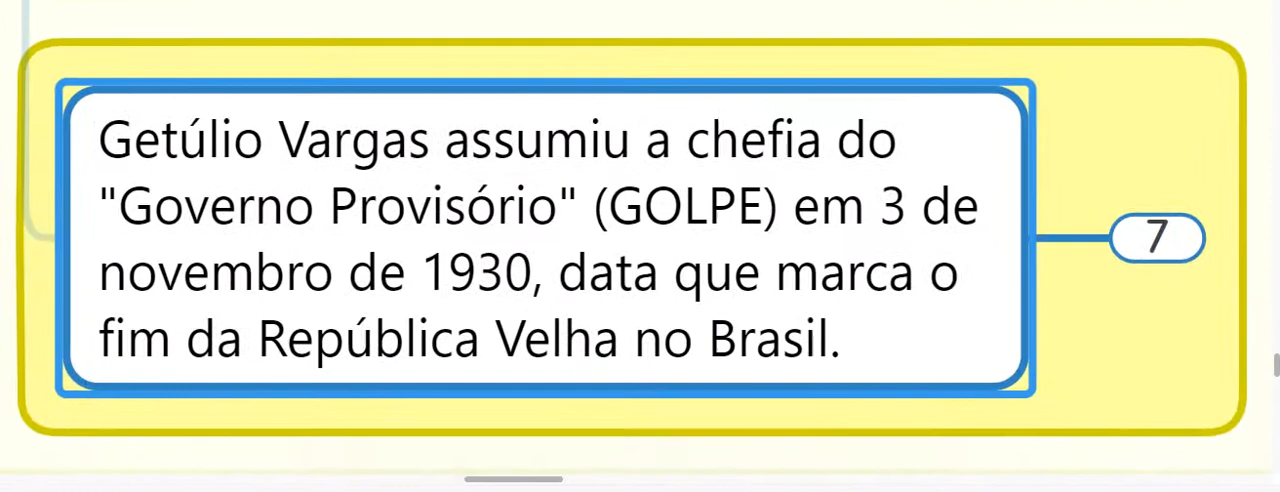 Getúlio Vargas assumiu a chefia do
"Governo Provisório" (GOLPE) em 3 de
novembro de 1930, data que marca o
fim da República Velha no Brasil.
7